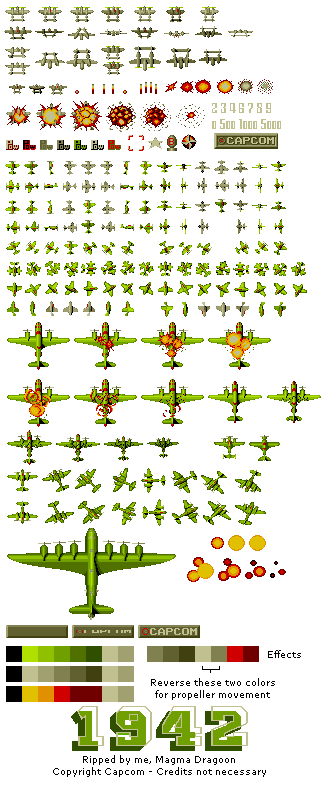 2 3 4 6 7 8 9
0 500 1000 5000
CAPCOM
CAPCOM
CAPCOM
Effects
Reverse these two colors
for propeller movement
1942
Ripped by me, Magma Dragoon
Copyright Capcom - Credits not necessary